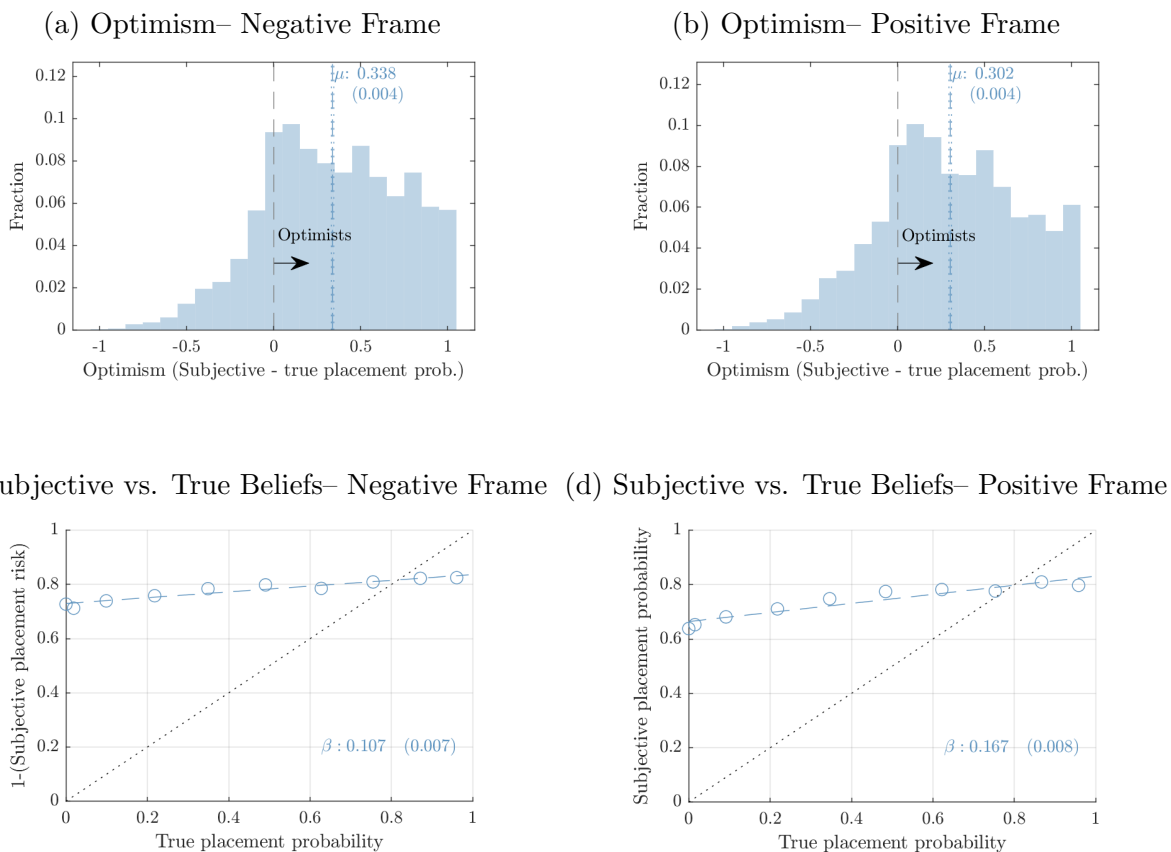 (a) Optimism– Negative Frame
0.12
0.1
0.08
0.06
0.04
0.02
0
Fraction
μ: 0.338
(0.004)
Optimists
-1 -0.5 0 0.5 1
Optimism (Subjective - true placement prob.)
(b) Optimism– Positive Frame
0.12
0.1
0.08
0.06
0.04
0.02
0
Fraction
μ: 0.302
(0.004)
Optimists
-1 -0.5 0 0.5 1
Optimism (Subjective - true placement prob.)
ubjective vs. True Beliefs– Negative Frame
1
0.8
0.6
0.4
0.2
0
1-(Subjective placement risk)
β : 0.107 (0.007)
0 0.2 0.4 0.6 0.8 1
True placement probability
(d) Subjective vs. True Beliefs– Positive Frame
1
0.8
0.6
0.4
0.2
0
Subjective placement probability
β : 0.167 (0.008)
0 0.2 0.4 0.6 0.8 1
True placement probability